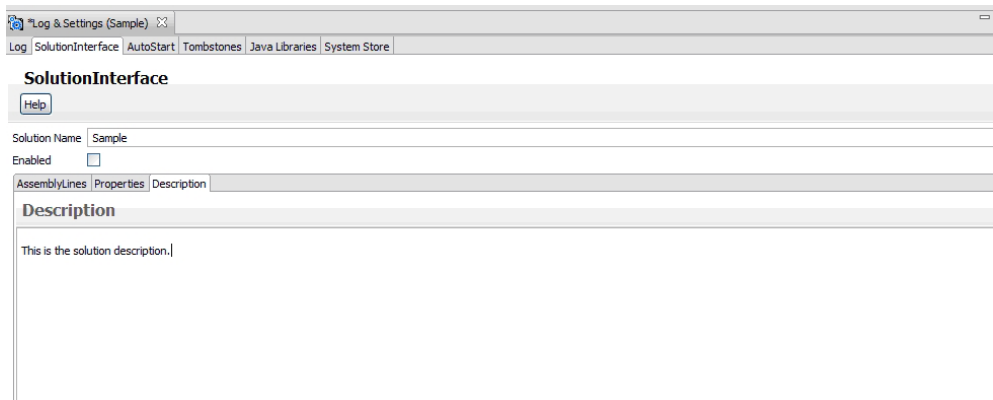 *Log & Settings (Sample)
Log SolutionInterface AutoStart Tombstones Java Libraries System Store
SolutionInterface
Help
Solution Name Sample
Enabled
AssemblyLines Properties Description
Description
This is the solution description.